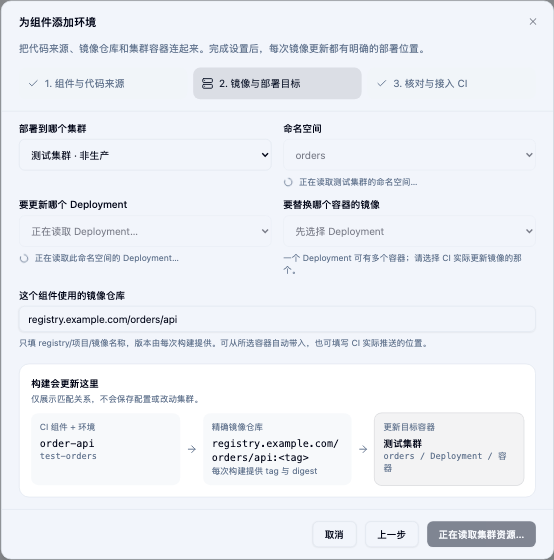 为组件添加环境
把代码来源、镜像仓库和集群容器连起来。完成设置后，每次镜像更新都有明确的部署位置。
1. 组件与代码来源
2. 镜像与部署目标
3. 核对与接入 CI
部署到哪个集群
命名空间
测试集群 · 非生产
orders
正在读取测试集群的命名空间...
要更新哪个 Deployment
要替换哪个容器的镜像
正在读取 Deployment...
先选择 Deployment
正在读取此命名空间的 Deployment...
一个 Deployment 可有多个容器；请选择 CI 实际更新镜像的那
个。
这个组件使用的镜像仓库
registry.example.com/orders/api
只填 registry/项目/镜像名称，版本由每次构建提供。可从所选容器自动带入，也可填写 CI 实际推送的位置。
构建会更新这里
仅展示匹配关系，不会保存配置或改动集群。
CI 组件 + 环境
order-api
test-orders
精确镜像仓库
registry.example.com/
orders/api:<tag>
每次构建提供 tag 与 digest
更新目标容器
测试集群
orders / Deployment / 容
器
取消
上一步
正在读取集群资源...